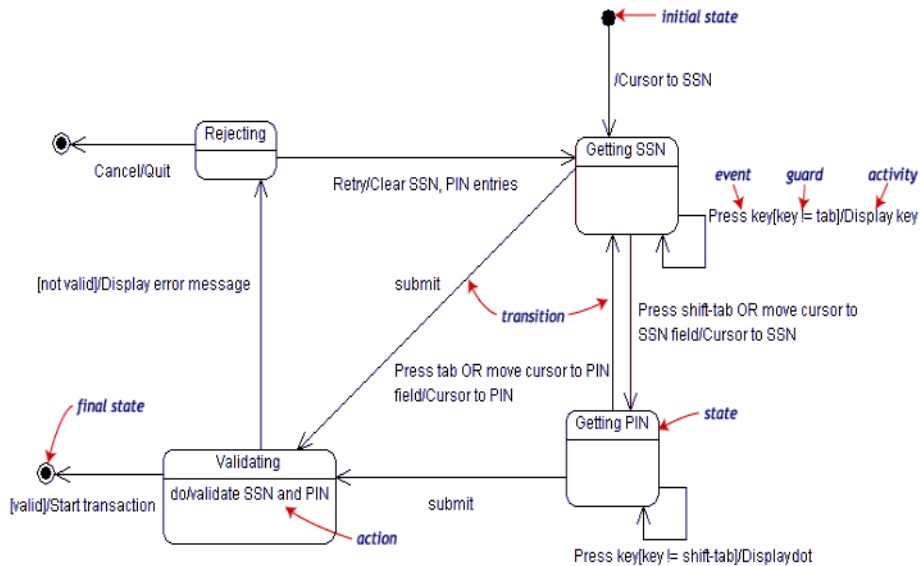 initial state
/Cursor to SSN
Rejecting
Getting SSN
Cancel/Quit
Retry/Clear SSN, PIN entries
event
guard
activity
Press key[key != tab]/Display key
[not valid]/Display error message
submit
transition
Press shift-tab OR move cursor to
SSN field/Cursor to SSN
Press tab OR move cursor to PIN
field/Cursor to PIN
final state
Getting PIN
state
Validating
do/validate SSN and PIN
[valid]/Start transaction
submit
action
Press key[key != shift-tab]/Displaydot